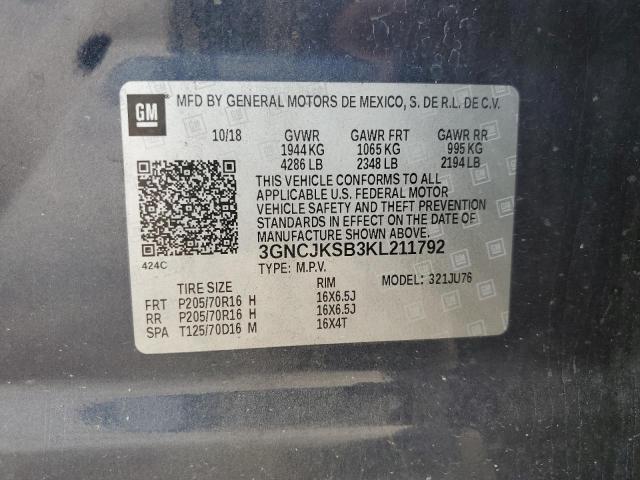 GM
MFD BY GENERAL MOTORS DE MEXICO, S. DE R.L. DE C.V.
10/18 GVWR GAWR FRT GAWR RR
1944 KG 1065 KG 995 KG
4286 LB 2348 LB 2194 LB
THIS VEHICLE CONFORMS TO ALL
APPLICABLE U.S. FEDERAL MOTOR
VEHICLE SAFETY AND THEFT PREVENTION
STANDARDS IN EFFECT ON THE DATE OF
MANUFACTURE SHOWN ABOVE.
3GNCJKSB3KL211792
424C
TYPE: M.P.V. MODEL: 321JU76
TIRE SIZE RIM
FRT P205/70R16 H 16X6.5J
RR P205/70R16 H 16X6.5J
SPA T125/70D16 M 16X4T